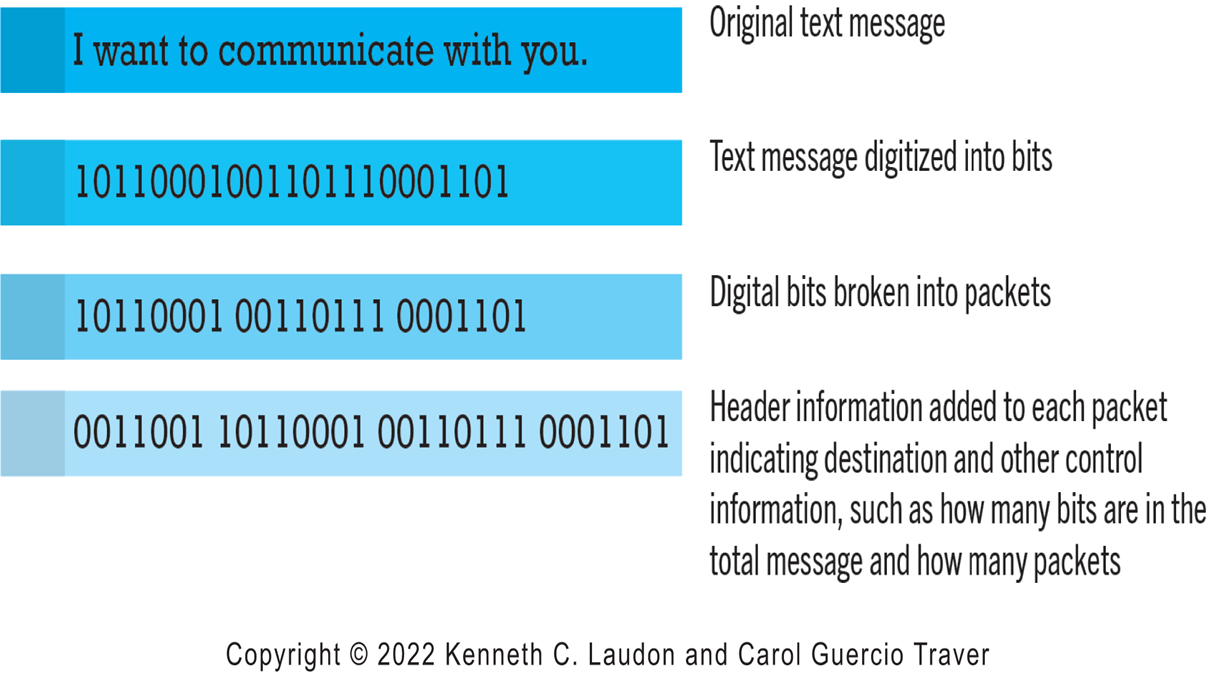 I want to communicate with you.
Original text message
10110001001101110001101
Text message digitized into bits
10110001 00110111 0001101
Digital bits broken into packets
0011001 10110001 00110111 0001101
Header information added to each packet
indicating destination and other control
information, such as how many bits are in the
total message and how many packets
Copyright © 2022 Kenneth C. Laudon and Carol Guercio Traver